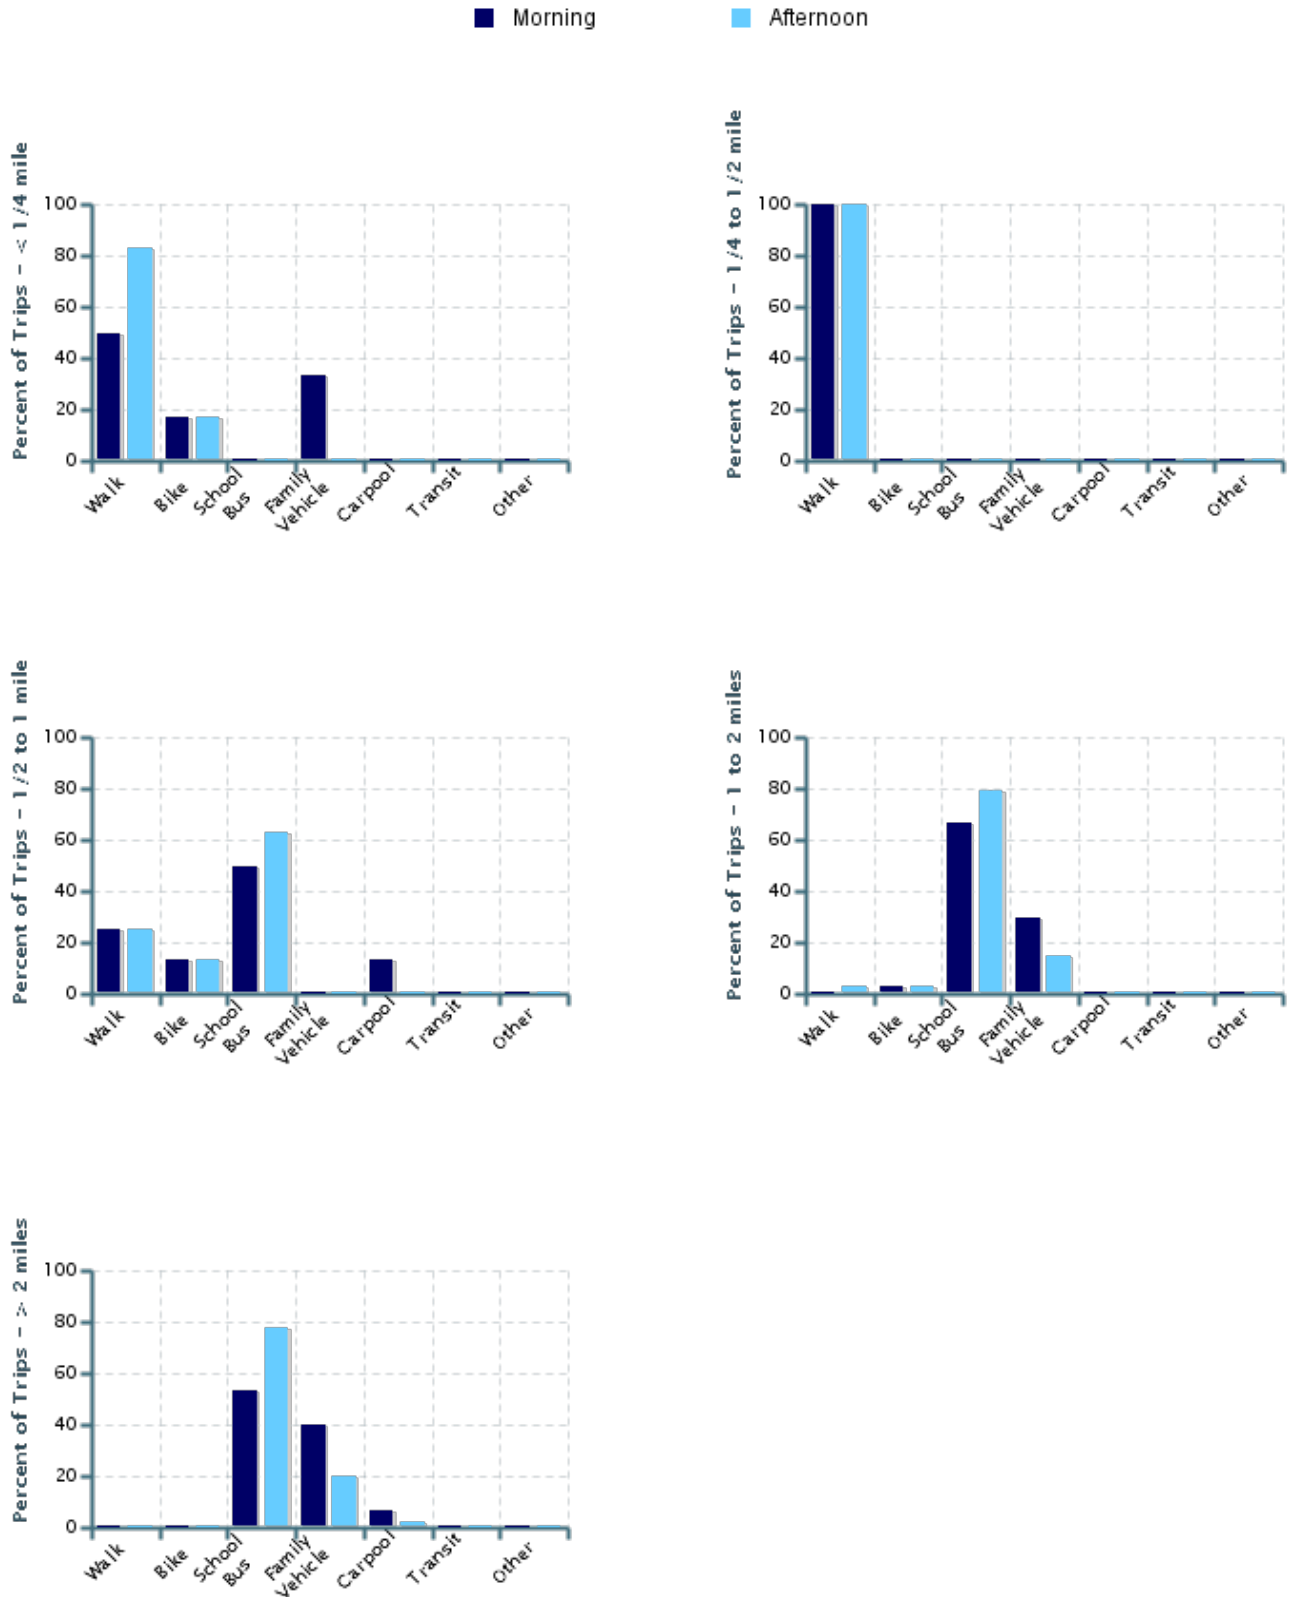 Morning Afternoon
Percent of Trips - < 1/4 mile
100
80
60
40
20
0
Walk
Bike
School
Bus
Family
Vehicle
Carpool
Transit
Other
Percent of Trips - 1/4 to 1/2 mile
100
80
60
40
20
0
Walk
Bike
School
Bus
Family
Vehicle
Carpool
Transit
Other
Percent of Trips - 1/2 to 1 mile
100
80
60
40
20
0
Walk
Bike
School
Bus
Family
Vehicle
Carpool
Transit
Other
Percent of Trips - 1 to 2 miles
100
80
60
40
20
0
Walk
Bike
School
Bus
Family
Vehicle
Carpool
Transit
Other
Percent of Trips - > 2 miles
100
80
60
40
20
0
Walk
Bike
School
Bus
Family
Vehicle
Carpool
Transit
Other